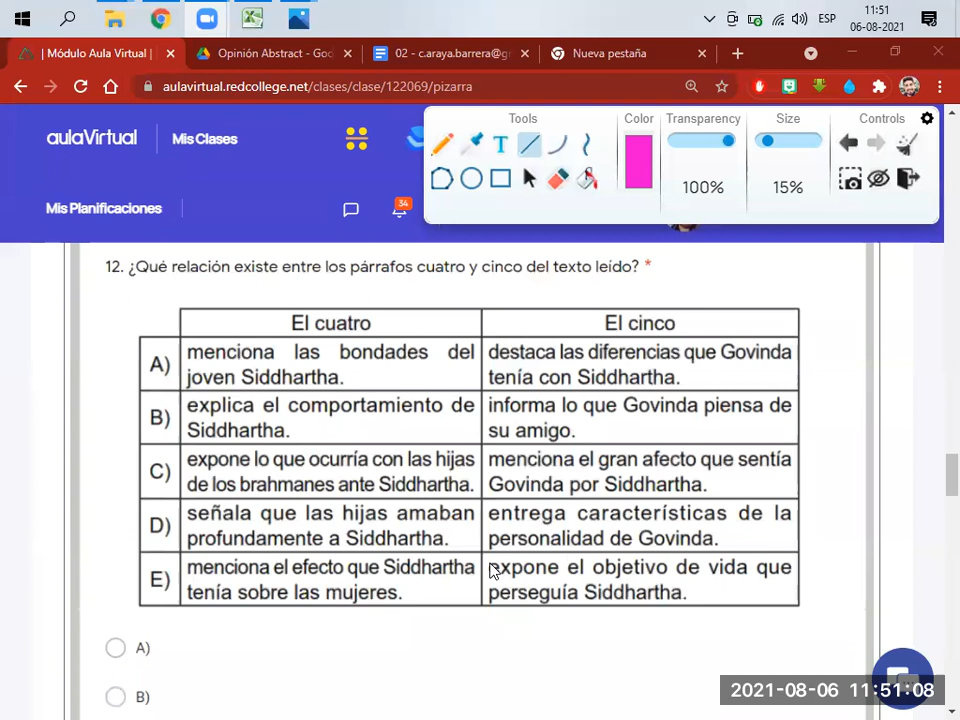 11:51
ESP
06-08-2021
| Módulo Aula Virtual |
Opinión Abstract - Goo
02 - c.araya.barrera@gm
Nueva pestaña
aulavirtual.redcollege.net/clases/clase/122069/pizarra
Tools
Color
Transparency
Size
Controls
100%
15%
aulaVirtual
Mis Clases
Mis Planificaciones
34
12. ¿Qué relación existe entre los párrafos cuatro y cinco del texto leído? *
El cuatro
El cinco
A) menciona las bondades del joven Siddhartha.
destaca las diferencias que Govinda tenía con Siddhartha.
B) explica el comportamiento de Siddhartha.
informa lo que Govinda piensa de su amigo.
C) expone lo que ocurría con las hijas de los brahmanes ante Siddhartha.
menciona el gran afecto que sentía Govinda por Siddhartha.
D) señala que las hijas amaban profundamente a Siddhartha.
entrega características de la personalidad de Govinda.
E) menciona el efecto que Siddhartha tenía sobre las mujeres.
expone el objetivo de vida que perseguía Siddhartha.
A)
B)
2021-08-06 11:51:08